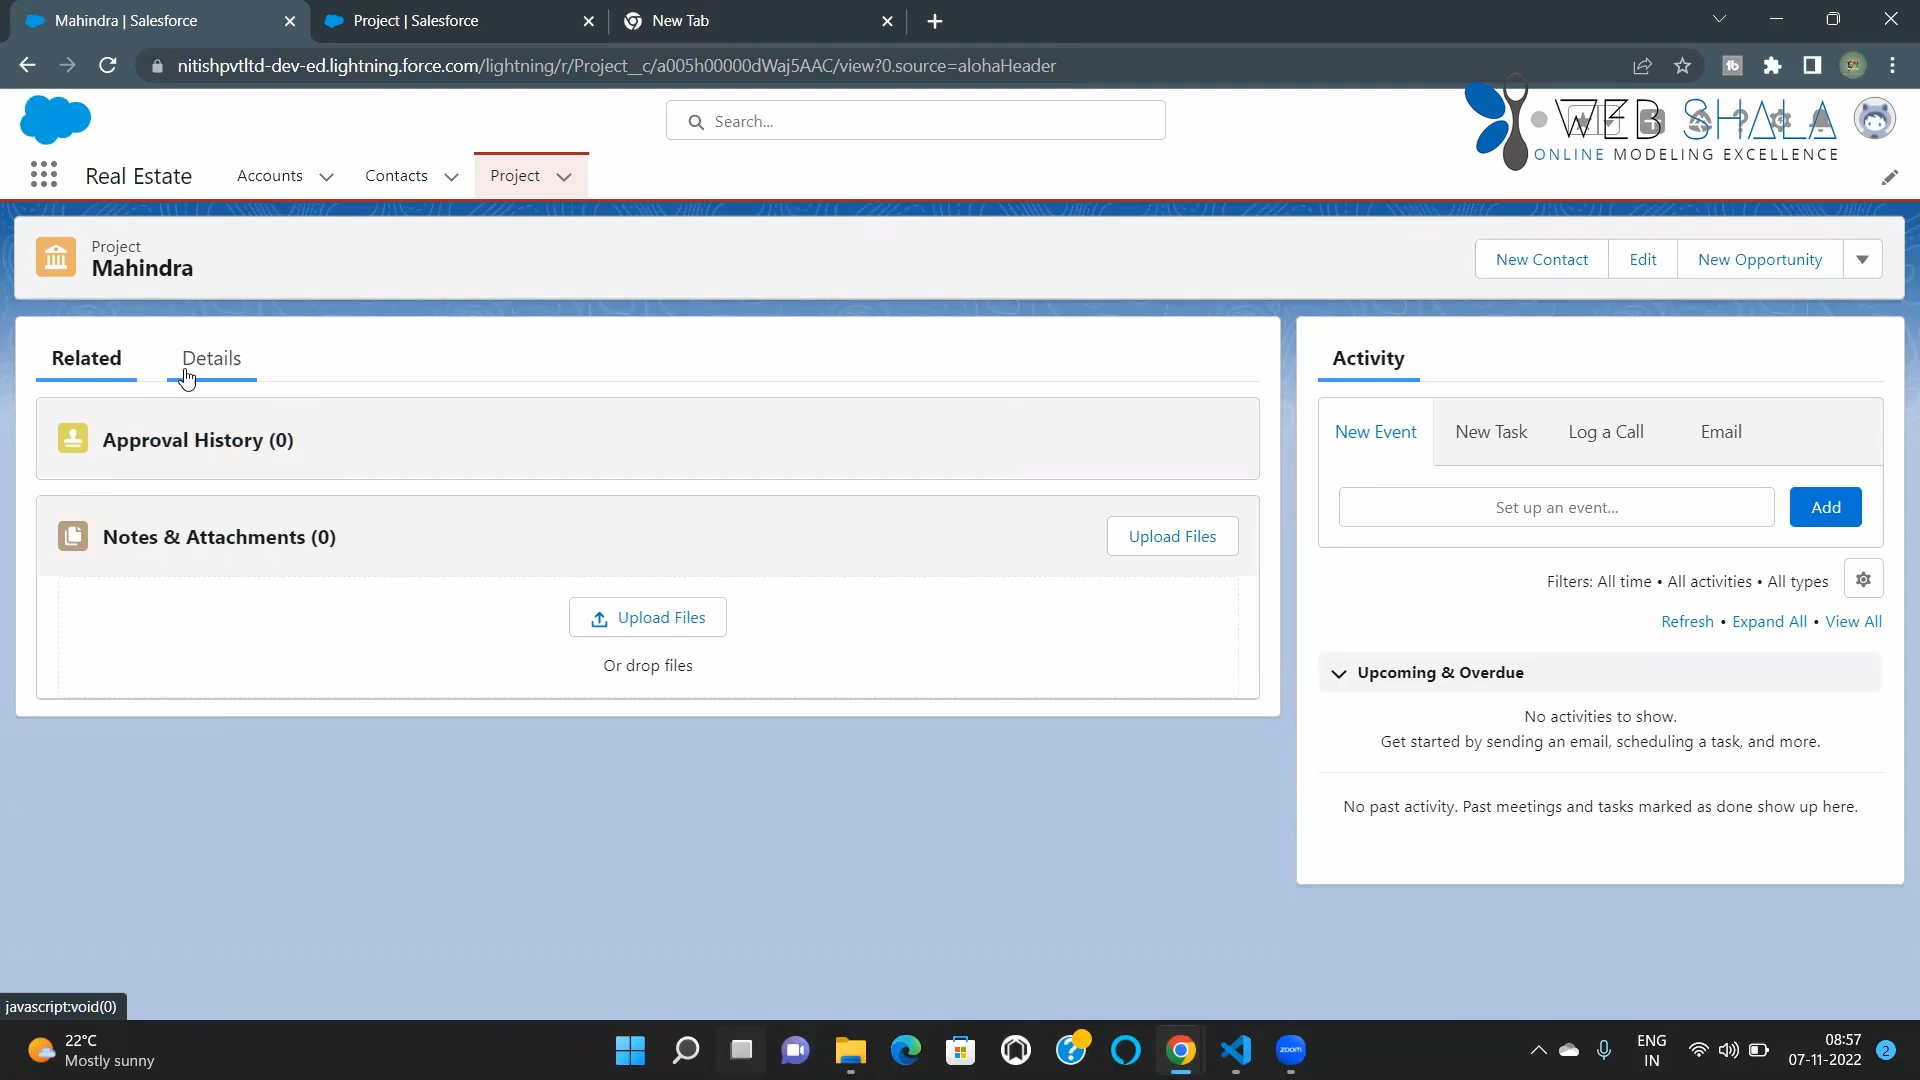 Mahindra | Salesforce
Project | Salesforce
New Tab
nitishpvtltd-dev-ed.lightning.force.com/lightning/r/Project__c/a005h00000dWaj5AAC/view?0.source=alohaHeader
Search...
WEB SHALA
ONLINE MODELING EXCELLENCE
Real Estate
Accounts
Contacts
Project
Project
Mahindra
New Contact
Edit
New Opportunity
Related
Details
Approval History (0)
Notes & Attachments (0)
Upload Files
Upload Files
Or drop files
Activity
New Event
New Task
Log a Call
Email
Set up an event...
Add
Filters: All time • All activities • All types
Refresh • Expand All • View All
Upcoming & Overdue
No activities to show.
Get started by sending an email, scheduling a task, and more.
No past activity. Past meetings and tasks marked as done show up here.
javascript:void(0)
22°C
Mostly sunny
zoom
ENG
IN
08:57
07-11-2022
2